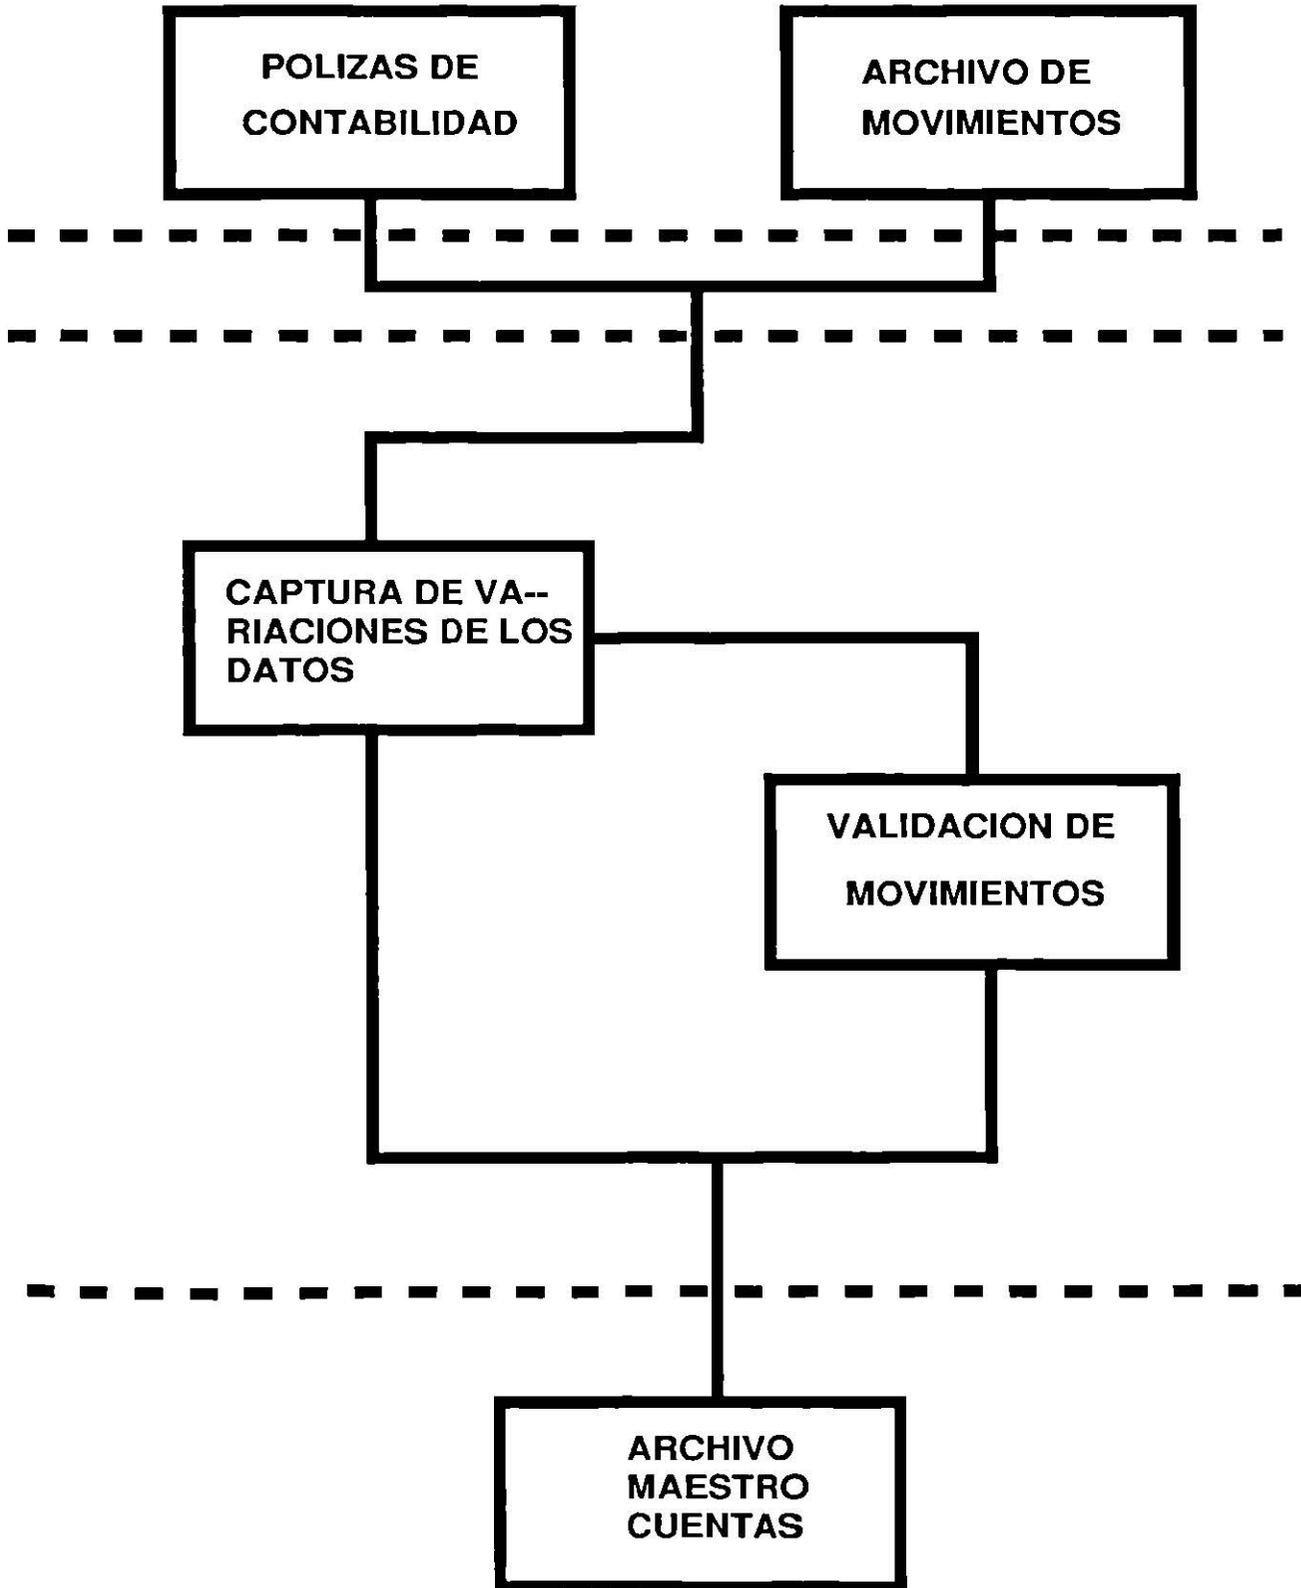 POLIZAS DE
CONTABILIDAD
ARCHIVO DE
MOVIMIENTOS
CAPTURA DE VA--
RIACIONES DE LOS
DATOS
VALIDACION DE
MOVIMIENTOS
ARCHIVO
MAESTRO
CUENTAS